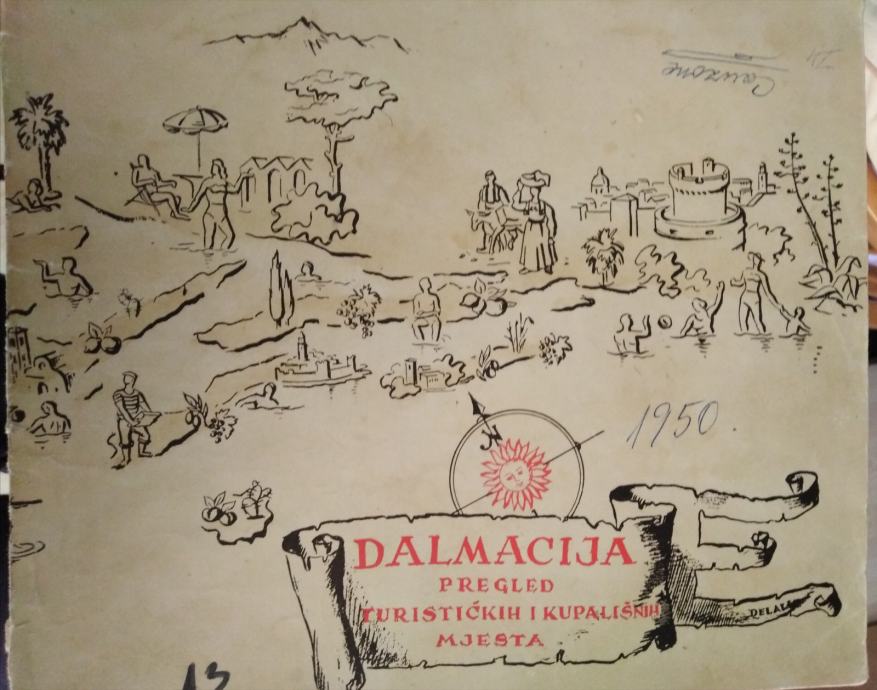 1950.
N
DALMACIJA
PREGLED
TURISTIČKIH I KUPALIŠNIH
MJESTA
13